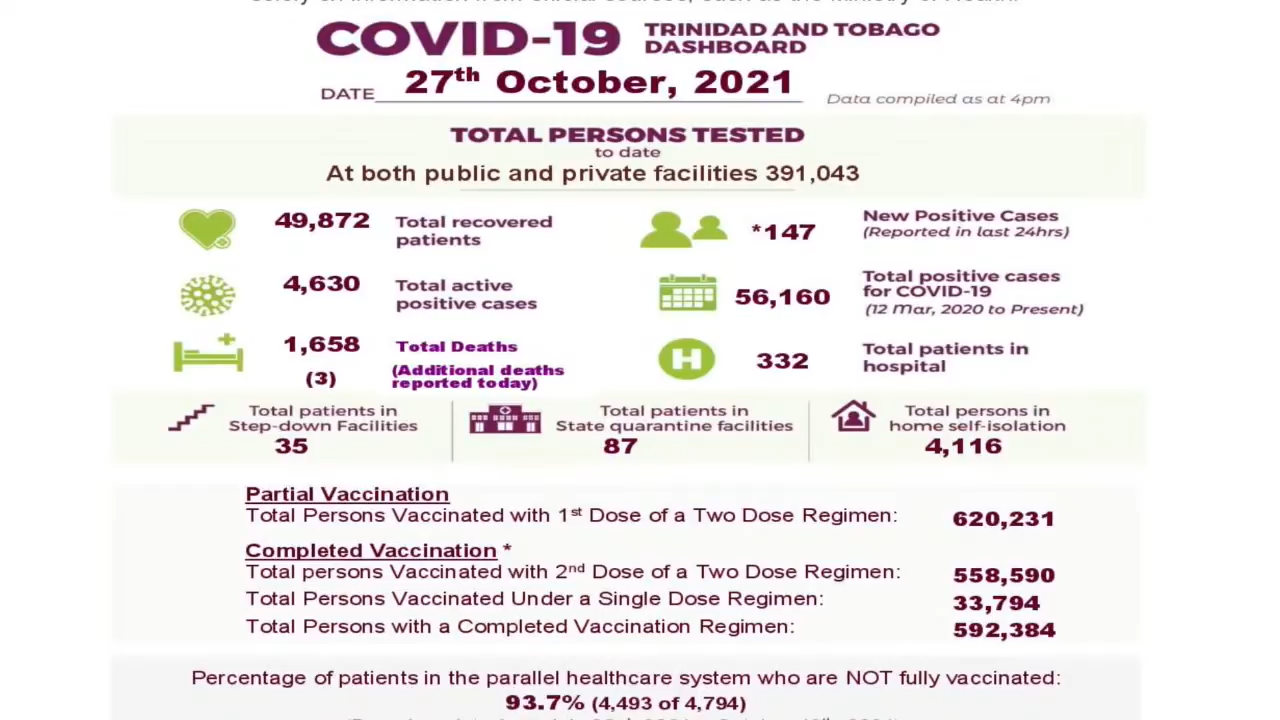 COVID-19 TRINIDAD AND TOBAGO DASHBOARD
DATE 27th October, 2021
Data compiled as at 4pm
TOTAL PERSONS TESTED
to date
At both public and private facilities 391,043
49,872 Total recovered patients
*147 New Positive Cases (Reported in last 24hrs)
4,630 Total active positive cases
56,160 Total positive cases for COVID-19 (12 Mar, 2020 to Present)
1,658 Total Deaths
(3) (Additional deaths reported today)
H 332 Total patients in hospital
Total patients in Step-down Facilities
35
Total patients in State quarantine facilities
87
Total persons in home self-isolation
4,116
Partial Vaccination
Total Persons Vaccinated with 1st Dose of a Two Dose Regimen: 620,231
Completed Vaccination *
Total persons Vaccinated with 2nd Dose of a Two Dose Regimen: 558,590
Total Persons Vaccinated Under a Single Dose Regimen: 33,794
Total Persons with a Completed Vaccination Regimen: 592,384
Percentage of patients in the parallel healthcare system who are NOT fully vaccinated:
93.7% (4,493 of 4,794)